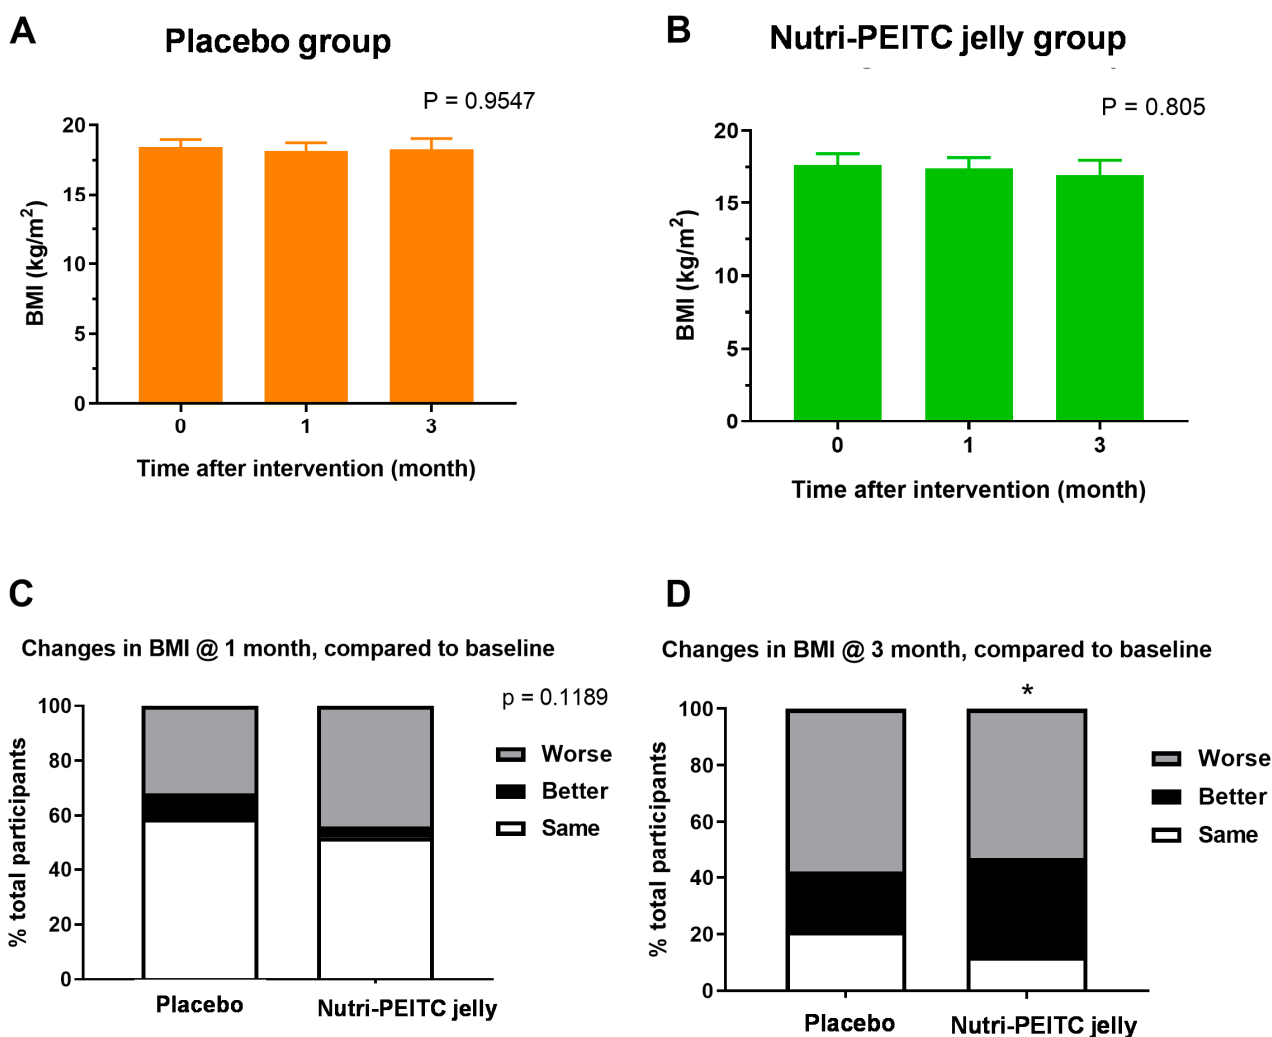 A
Placebo group
P = 0.9547
BMI (kg/m²)
20
15
10
5
0
0 1 3
Time after intervention (month)
B
Nutri-PEITC jelly group
P = 0.805
BMI (kg/m²)
20
15
10
5
0
0 1 3
Time after intervention (month)
C
Changes in BMI @ 1 month, compared to baseline
p = 0.1189
% total participants
100
80
60
40
20
0
Worse
Better
Same
Placebo Nutri-PEITC jelly
D
Changes in BMI @ 3 month, compared to baseline
*
% total participants
100
80
60
40
20
0
Worse
Better
Same
Placebo Nutri-PEITC jelly